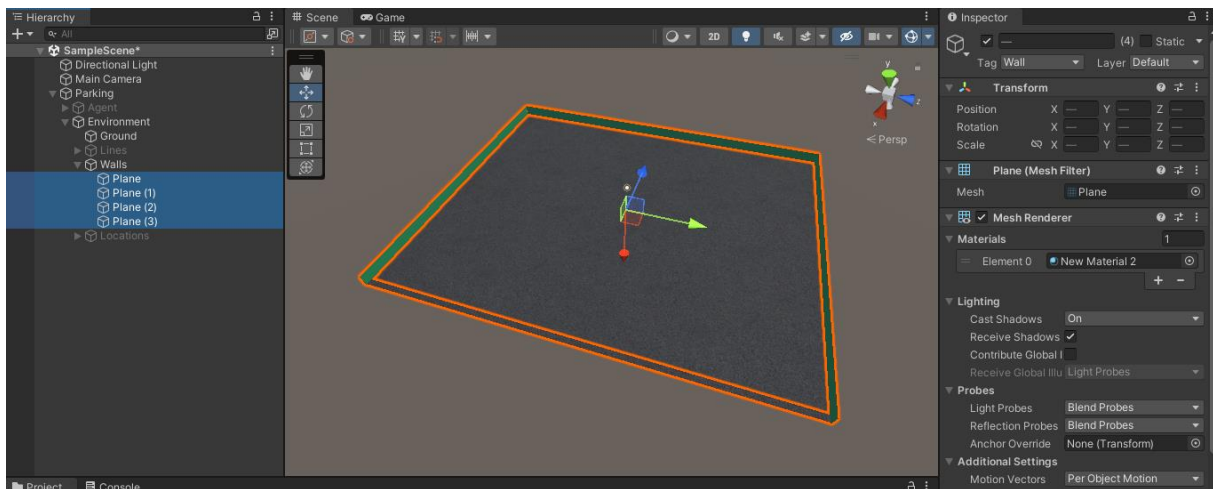 Hierarchy
All
SampleScene*
Directional Light
Main Camera
Parking
Agent
Environment
Ground
Lines
Walls
Plane
Plane (1)
Plane (2)
Plane (3)
Locations
Project
Console
Scene
Game
2D
y
z
x
Persp
Inspector
—
(4)
Static
Tag Wall
Layer Default
Transform
Position X — Y — Z —
Rotation X — Y — Z —
Scale X — Y — Z —
Plane (Mesh Filter)
Mesh Plane
Mesh Renderer
Materials 1
Element 0 New Material 2
Lighting
Cast Shadows On
Receive Shadows
Contribute Global I
Receive Global Illu Light Probes
Probes
Light Probes Blend Probes
Reflection Probes Blend Probes
Anchor Override None (Transform)
Additional Settings
Motion Vectors Per Object Motion